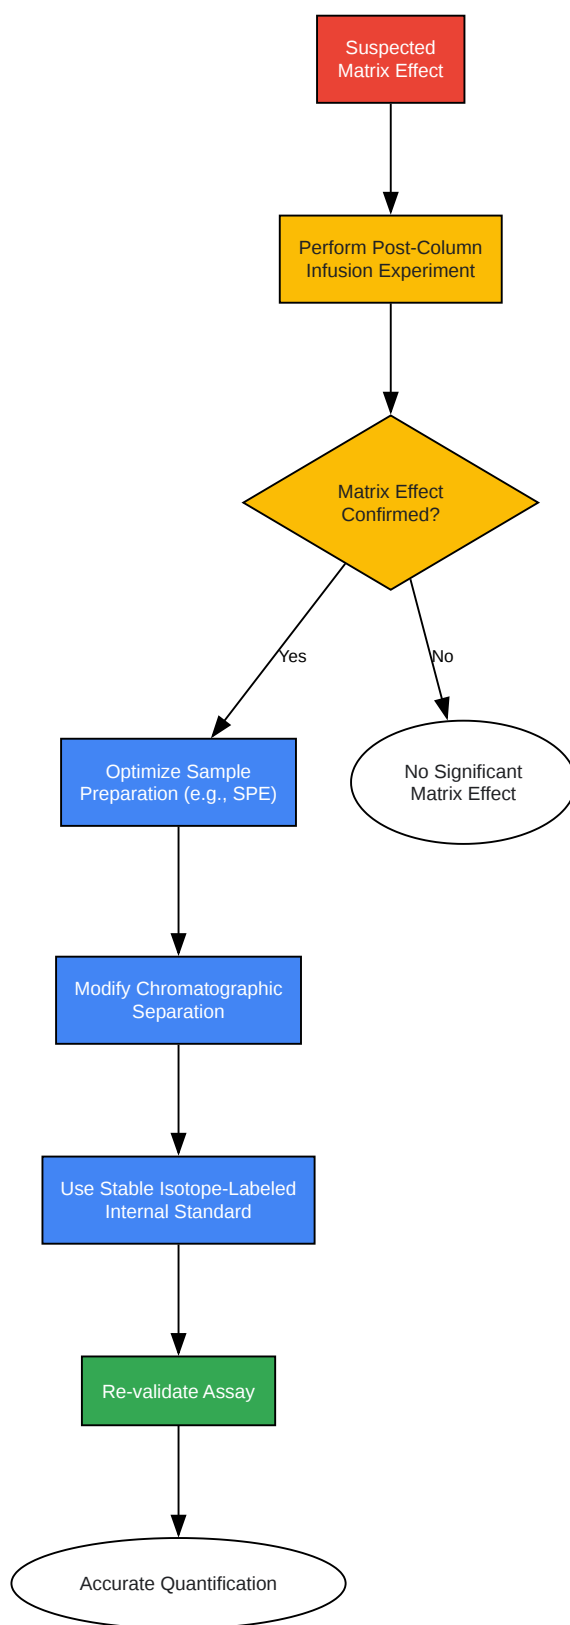 Suspected
Matrix Effect
Perform Post-Column
Infusion Experiment
Matrix Effect
Confirmed?
Yes
No
Optimize Sample
Preparation (e.g., SPE)
No Significant
Matrix Effect
Modify Chromatographic
Separation
Use Stable Isotope-Labeled
Internal Standard
Re-validate Assay
Accurate Quantification